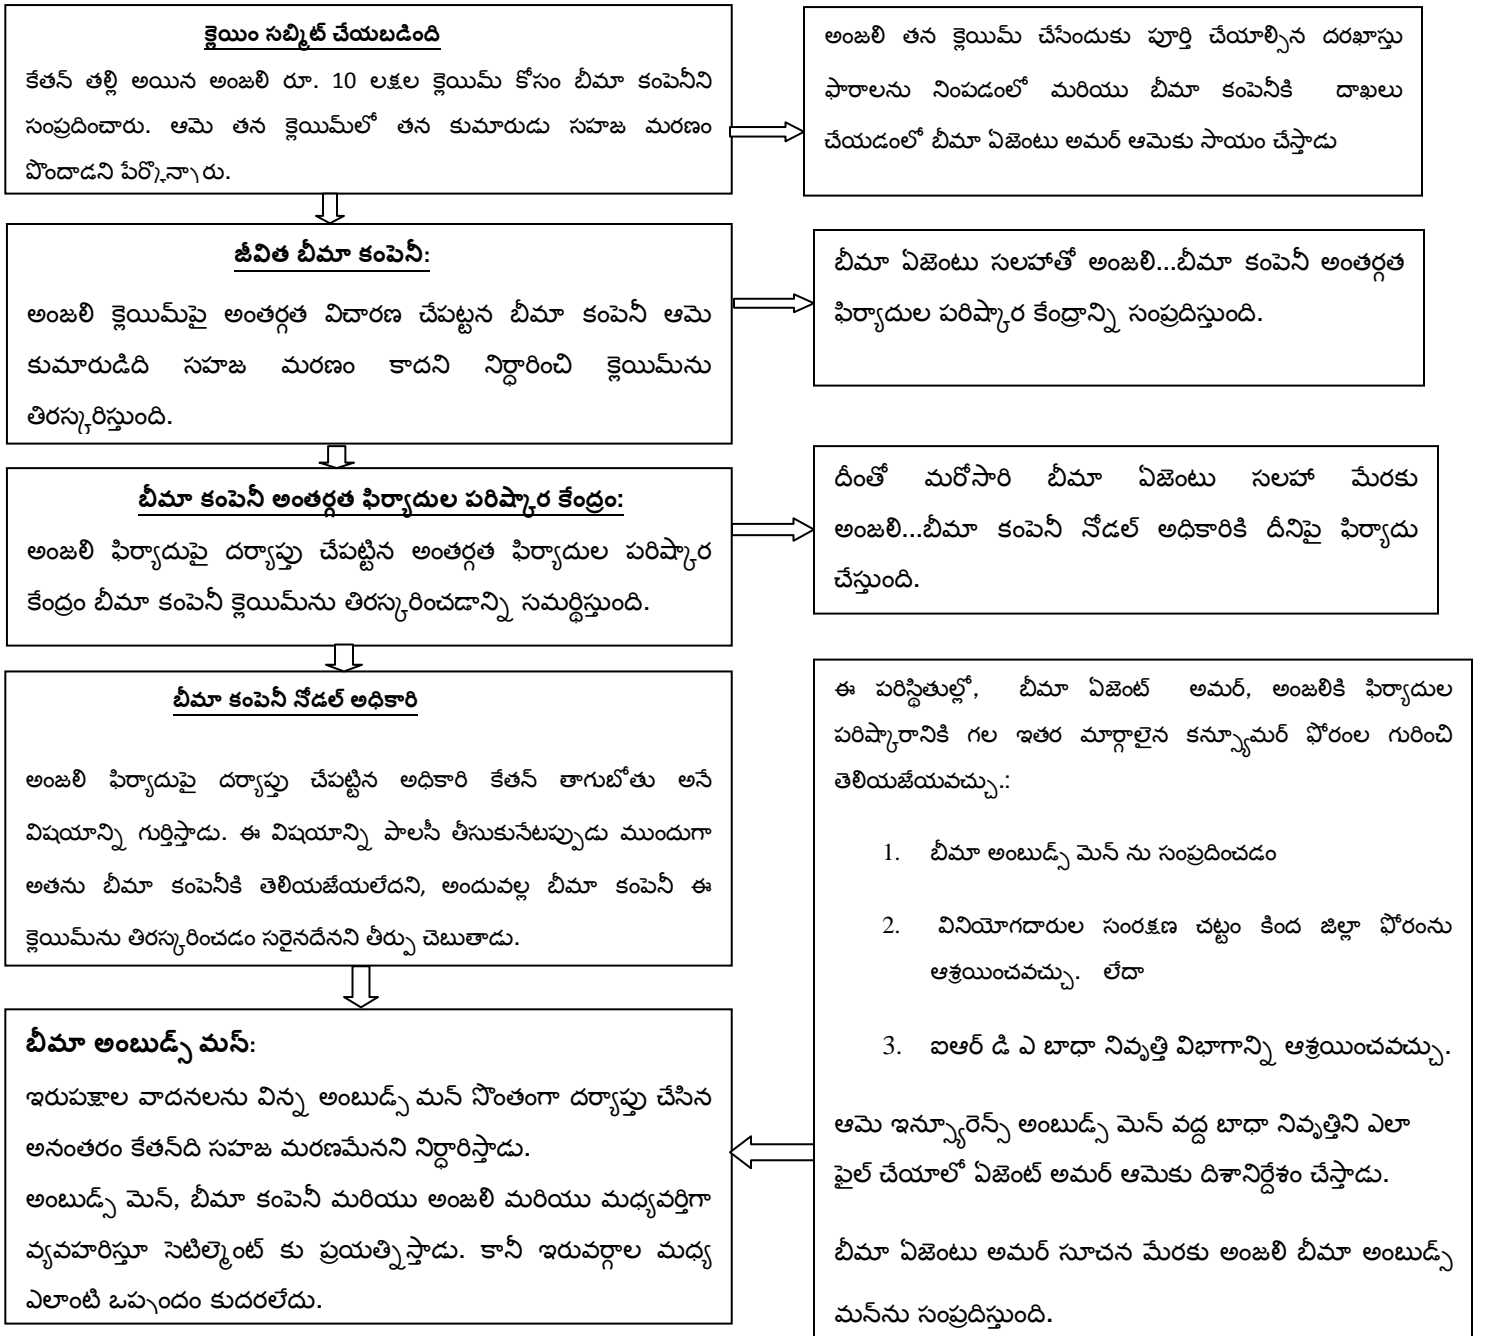 క్లెయిం సబ్మిట్ చేయబడింది
కేతన్ తల్లి అయిన అంజలి రూ. 10 లక్షల క్లెయిమ్ కోసం బీమా కంపెనీని
సంప్రదించారు. ఆమె తన క్లెయిమ్‌లో తన కుమారుడు సహజ మరణం
పొందాడని పేర్కొన్నారు.
అంజలి తన క్లెయిమ్ చేసేందుకు పూర్తి చేయాల్సిన దరఖాస్తు
ఫారాలను నింపడంలో మరియు బీమా కంపెనీకి దాఖలు
చేయడంలో బీమా ఏజెంటు అమర్ ఆమెకు సాయం చేస్తాడు
జీవిత బీమా కంపెనీ:
అంజలి క్లెయిమ్‌పై అంతర్గత విచారణ చేపట్టన బీమా కంపెనీ ఆమె
కుమారుడిది సహజ మరణం కాదని నిర్ధారించి క్లెయిమ్‌ను
తిరస్కరిస్తుంది.
బీమా ఏజెంటు సలహాతో అంజలి...బీమా కంపెనీ అంతర్గత
ఫిర్యాదుల పరిష్కార కేంద్రాన్ని సంప్రదిస్తుంది.
బీమా కంపెనీ అంతర్గత ఫిర్యాదుల పరిష్కార కేంద్రం:
అంజలి ఫిర్యాదుపై దర్యాప్తు చేపట్టిన అంతర్గత ఫిర్యాదుల పరిష్కార
కేంద్రం బీమా కంపెనీ క్లెయిమ్‌ను తిరస్కరించడాన్ని సమర్థిస్తుంది.
దీంతో మరోసారి బీమా ఏజెంటు సలహా మేరకు
అంజలి...బీమా కంపెనీ నోడల్ అధికారికి దీనిపై ఫిర్యాదు
చేస్తుంది.
బీమా కంపెనీ నోడల్ అధికారి
అంజలి ఫిర్యాదుపై దర్యాప్తు చేపట్టిన అధికారి కేతన్ తాగుబోతు అనే
విషయాన్ని గుర్తిస్తాడు. ఈ విషయాన్ని పాలసీ తీసుకునేటప్పుడు ముందుగా
అతను బీమా కంపెనీకి తెలియజేయలేదని, అందువల్ల బీమా కంపెనీ ఈ
క్లెయిమ్‌ను తిరస్కరించడం సరైనదేనని తీర్పు చెబుతాడు.
ఈ పరిస్థితుల్లో, బీమా ఏజెంట్ అమర్, అంజలికి ఫిర్యాదుల
పరిష్కారానికి గల ఇతర మార్గాలైన కన్స్యూమర్ ఫోరంల గురించి
తెలియజేయవచ్చు.:
1. బీమా అంబుడ్స్ మెన్ ను సంప్రదించడం
2. వినియోగదారుల సంరక్షణ చట్టం కింద జిల్లా ఫోరంను
ఆశ్రయించవచ్చు. లేదా
3. ఐఆర్ డి ఎ బాధా నివృత్తి విభాగాన్ని ఆశ్రయించవచ్చు.
ఆమె ఇన్స్యూరెన్స్ అంబుడ్స్ మెన్ వద్ద బాధా నివృత్తిని ఎలా
ఫైల్ చేయాలో ఏజెంట్ అమర్ ఆమెకు దిశానిర్దేశం చేస్తాడు.
బీమా ఏజెంటు అమర్ సూచన మేరకు అంజలి బీమా అంబుడ్స్
మన్‌ను సంప్రదిస్తుంది.
బీమా అంబుడ్స్ మన్:
ఇరుపక్షాల వాదనలను విన్న అంబుడ్స్ మన్ సొంతంగా దర్యాప్తు చేసిన
అనంతరం కేతన్‌ది సహజ మరణమేనని నిర్ధారిస్తాడు.
అంబుడ్స్ మెన్, బీమా కంపెనీ మరియు అంజలి మరియు మధ్యవర్తిగా
వ్యవహరిస్తూ సెటిల్మెంట్ కు ప్రయత్నిస్తాడు. కానీ ఇరువర్గాల మధ్య
ఎలాంటి ఒప్పందం కుదరలేదు.